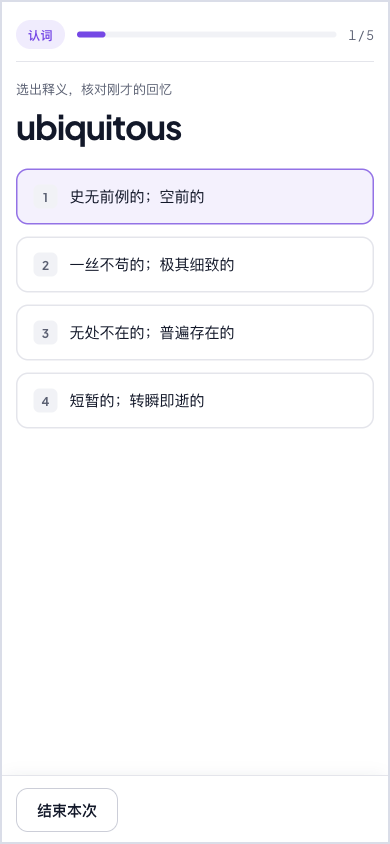 认词
1/5
选出释义，核对刚才的回忆
ubiquitous
1 史无前例的；空前的
2 一丝不苟的；极其细致的
3 无处不在的；普遍存在的
4 短暂的；转瞬即逝的
结束本次